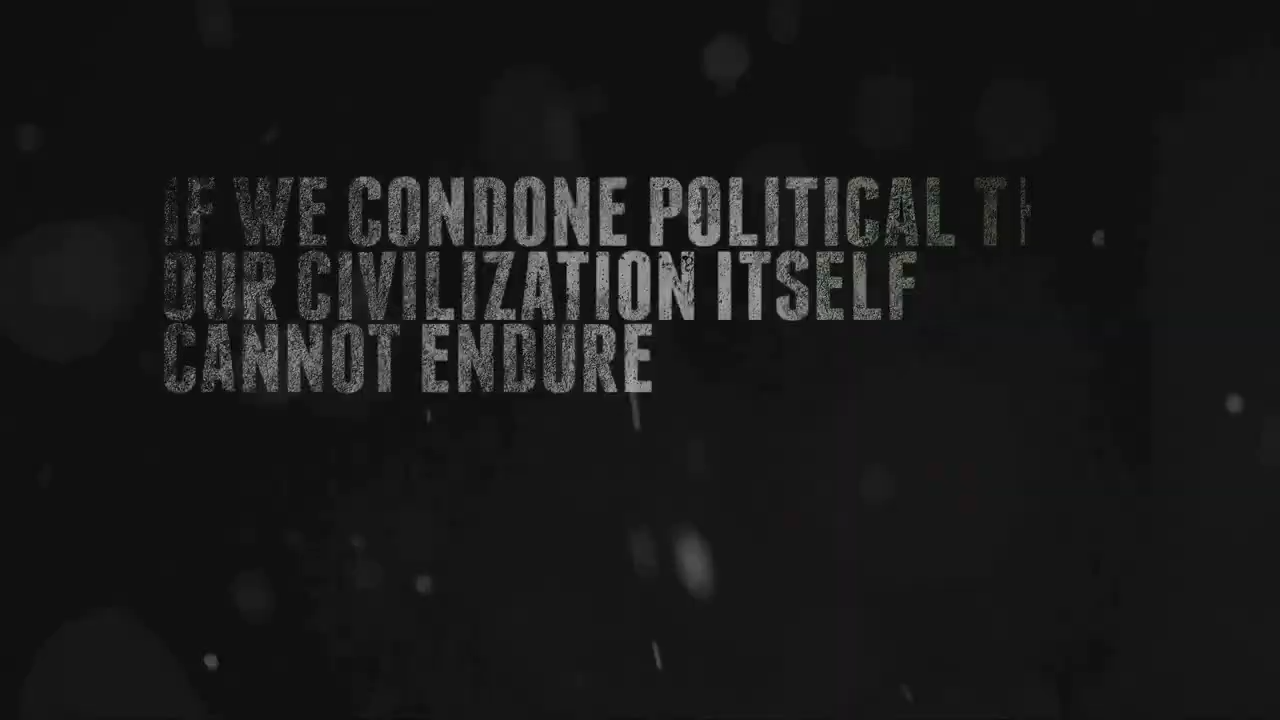 IF WE CONDONE POLITICAL
OUR CIVILIZATION ITSELF
CANNOT ENDURE